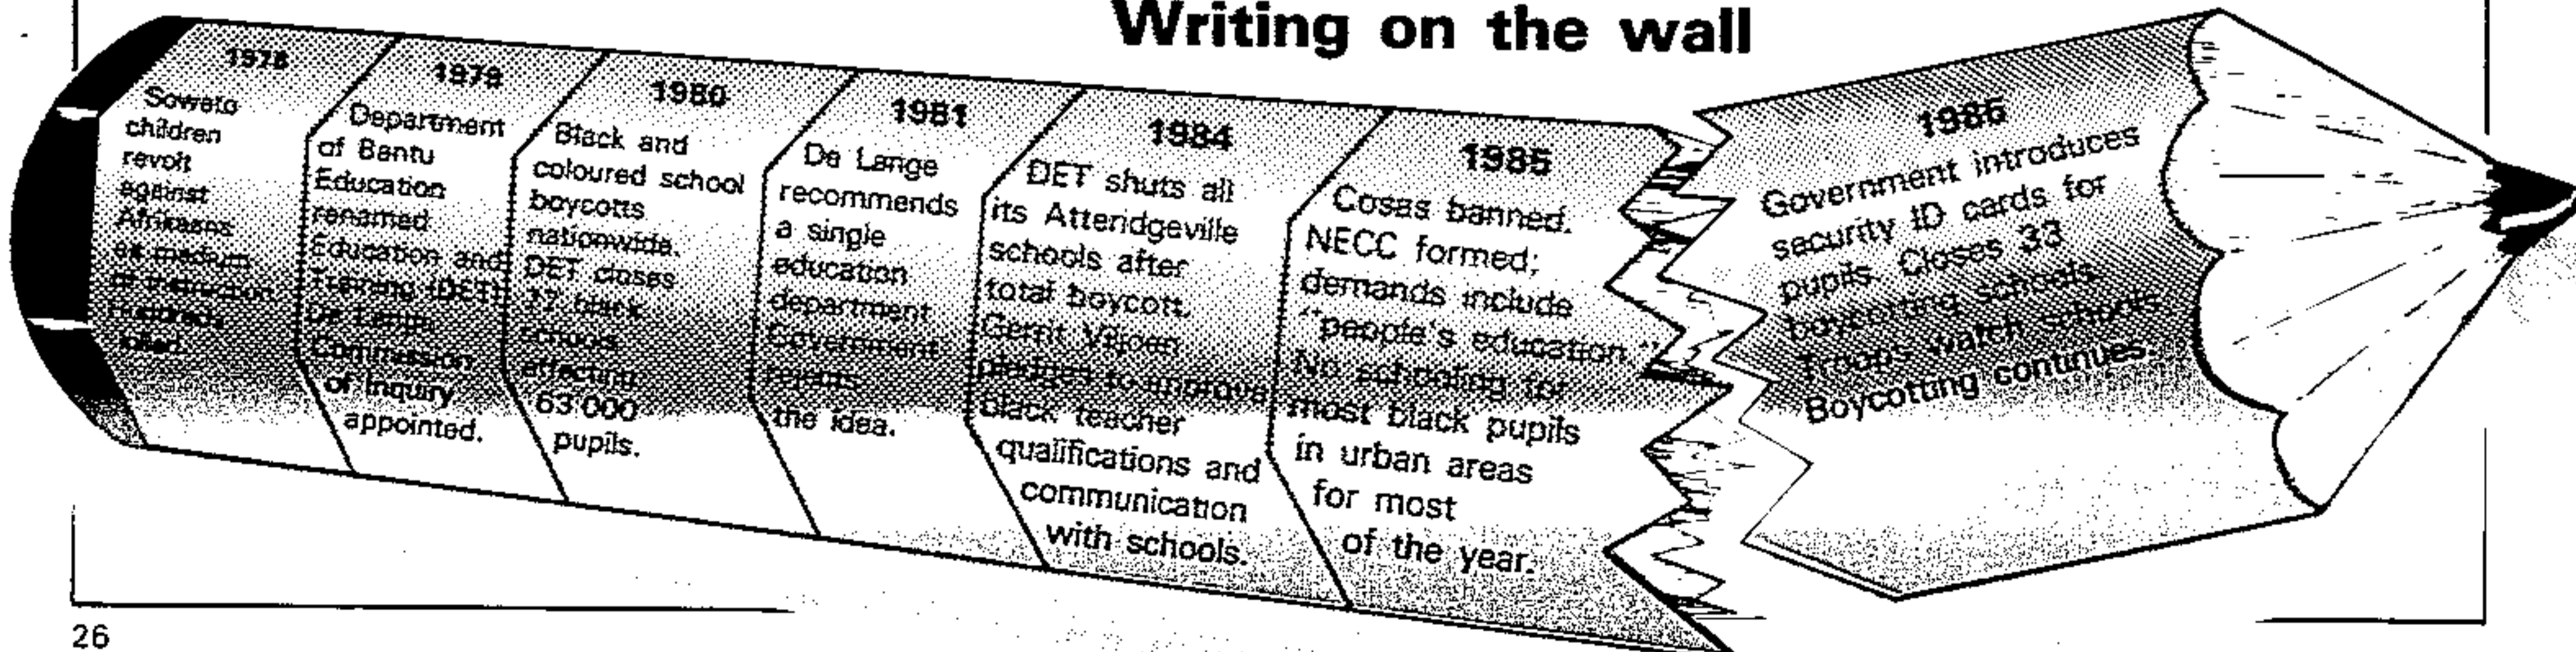 Writing on the wall
1976
Soweto
children
revolt
against
Afrikaans
as medium
of instruction.
Hundreds
killed.
1979
Department
of Bantu
Education
renamed
Education and
Training (DET)
De Lange
Commission
of Inquiry
appointed.
1980
Black and
coloured school
boycotts
nationwide.
DET closes
77 black
schools
affecting
63 000
pupils.
1981
De Lange
recommends
a single
education
department
Government
rejects
the idea.
1984
DET shuts all
its Attendgeville
schools after
total boycott.
Gerrit Viljoen
pledges to improve
black teacher
qualifications and
communication
with schools.
1985
Cosas banned.
NECC formed;
demands include
"people's education"
No schooling for
most black pupils
in urban areas
for most
of the year.
1986
Government introduces
security ID cards for
pupils. Closes 33
boycotting schools.
Troops watch schools.
Boycotting continues.
26